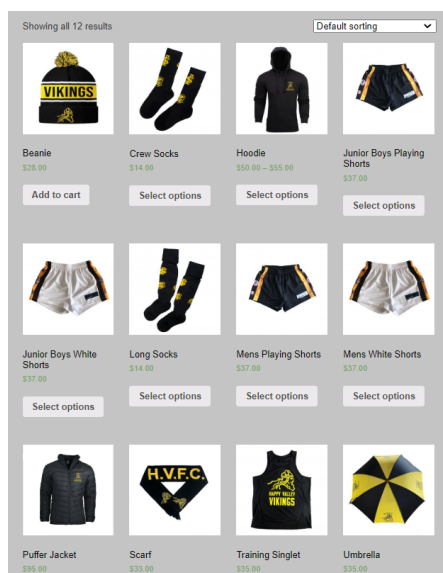 Showing all 12 results
Default sorting
VIKINGS
Beanie
$28.00
Add to cart
Crew Socks
$14.00
Select options
Hoodie
$50.00 – $55.00
Select options
Junior Boys Playing
Shorts
$37.00
Select options
Junior Boys White
Shorts
$37.00
Select options
Long Socks
$14.00
Select options
Mens Playing Shorts
$37.00
Select options
Mens White Shorts
$37.00
Select options
Puffer Jacket
$95.00
H.V.F.C.
Scarf
$33.00
HAPPY VALLEY
VIKINGS
Training Singlet
$35.00
Umbrella
$35.00